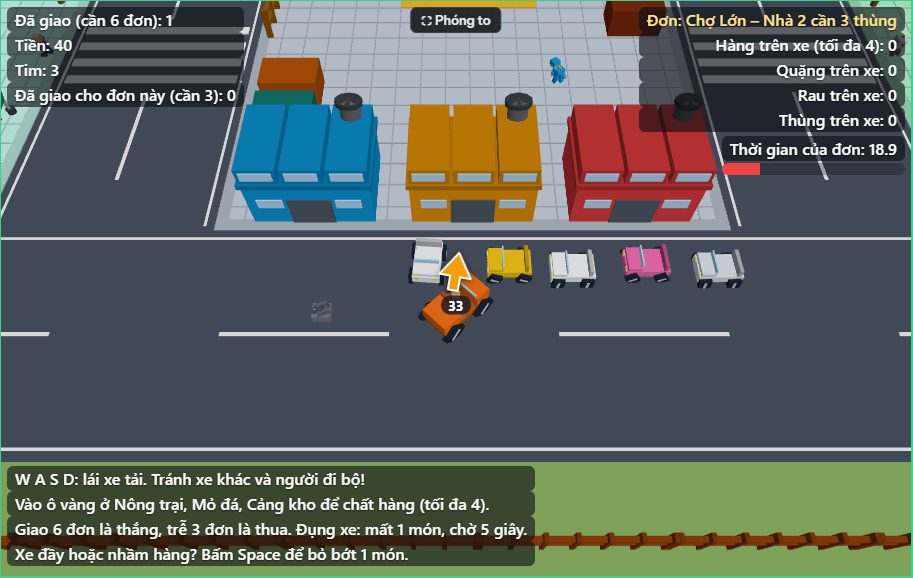 Đã giao (cần 6 đơn): 1
Tiền: 40
Tim: 3
Đã giao cho đơn này (cần 3): 0
Phóng to
Đơn: Chợ Lớn – Nhà 2 cần 3 thùng
Hàng trên xe (tối đa 4): 0
Quặng trên xe: 0
Rau trên xe: 0
Thùng trên xe: 0
Thời gian của đơn: 18.9
33
W A S D: lái xe tải. Tránh xe khác và người đi bộ!
Vào ô vàng ở Nông trại, Mỏ đá, Cảng kho để chất hàng (tối đa 4).
Giao 6 đơn là thắng, trễ 3 đơn là thua. Đụng xe: mất 1 món, chờ 5 giây.
Xe đầy hoặc nhầm hàng? Bấm Space để bỏ bớt 1 món.